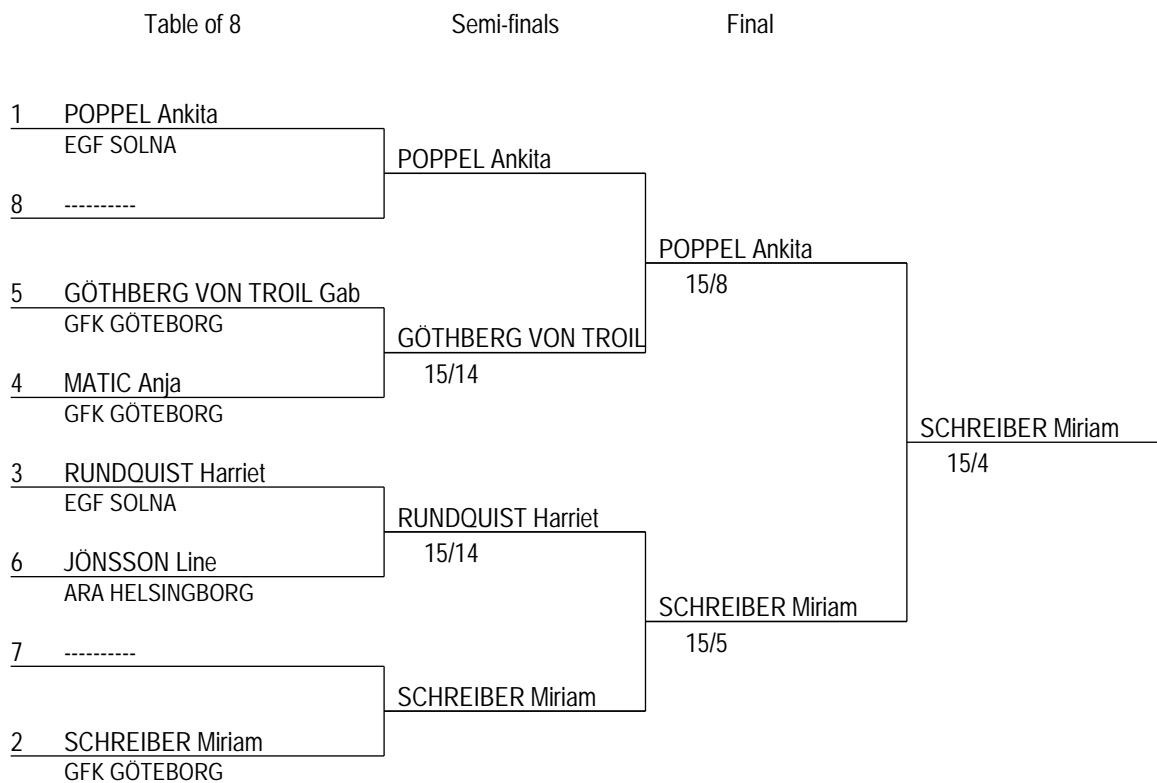 Table of 8 Semi-finals Final
1 POPPEL Ankita
EGF SOLNA
POPPEL Ankita
8 ----------
POPPEL Ankita
15/8
5 GÖTHBERG VON TROIL Gab
GFK GÖTEBORG
GÖTHBERG VON TROIL
15/14
4 MATIC Anja
GFK GÖTEBORG
SCHREIBER Miriam
15/4
3 RUNDQUIST Harriet
EGF SOLNA
RUNDQUIST Harriet
15/14
6 JÖNSSON Line
ARA HELSINGBORG
SCHREIBER Miriam
15/5
7 ----------
SCHREIBER Miriam
2 SCHREIBER Miriam
GFK GÖTEBORG